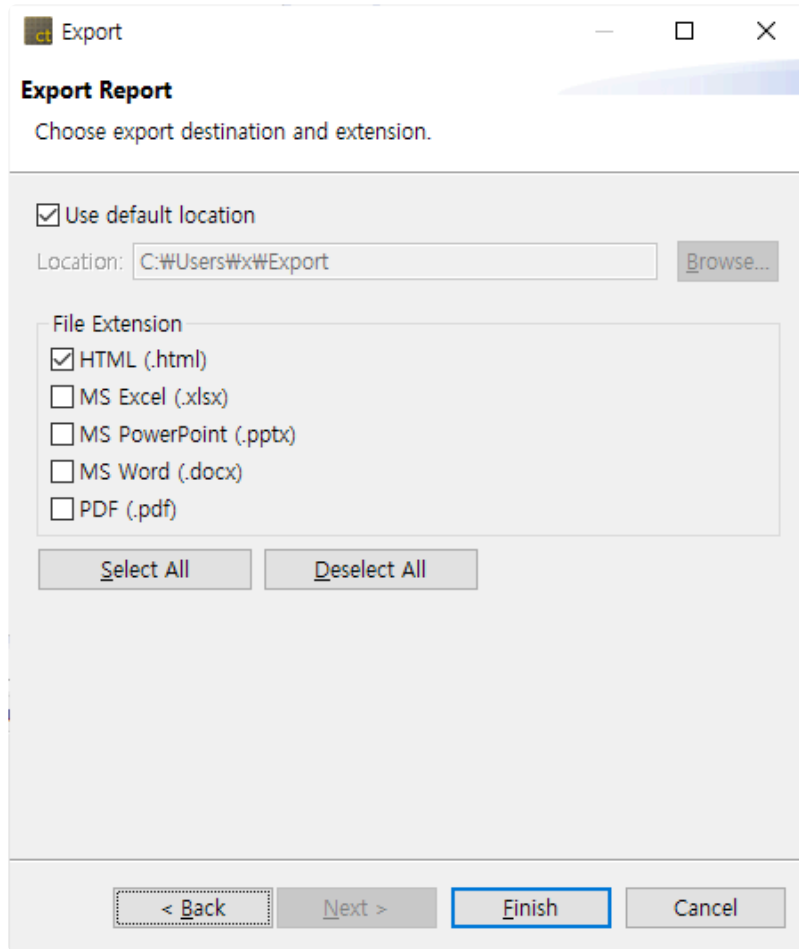 ct Export
Export Report
Choose export destination and extension.
Use default location
Location: C:₩Users₩x₩Export Browse...
File Extension
HTML (.html)
MS Excel (.xlsx)
MS PowerPoint (.pptx)
MS Word (.docx)
PDF (.pdf)
Select All Deselect All
< Back Next > Finish Cancel